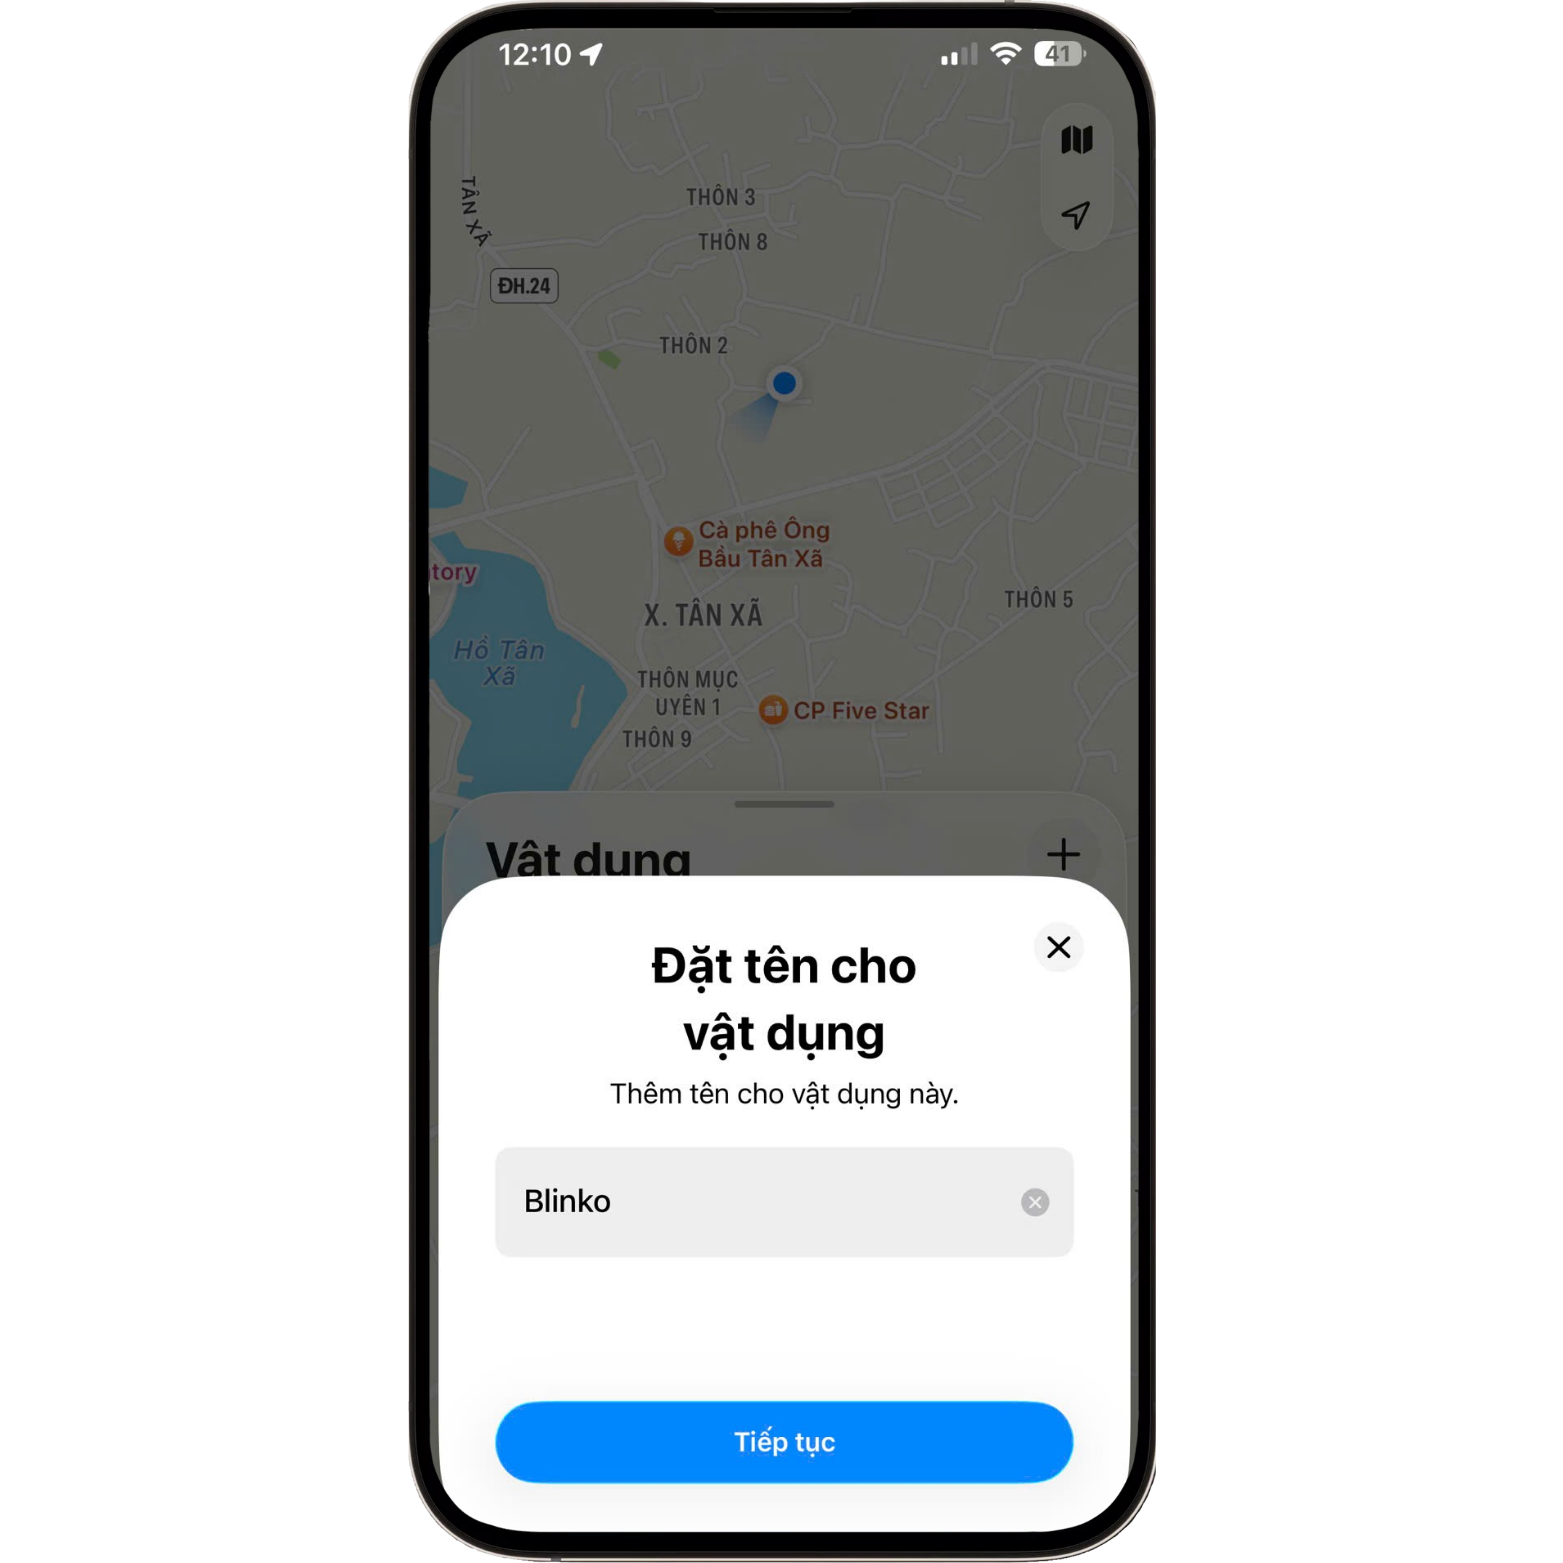 12:10
41
TÂN XÃ
THÔN 3
THÔN 8
ĐH.24
THÔN 2
Cà phê Ông
Bầu Tân Xã
tory
X. TÂN XÃ
THÔN 5
Hồ Tân
Xã
THÔN MỤC
UYÊN 1
CP Five Star
THÔN 9
Vật dụng
Đặt tên cho
vật dụng
Thêm tên cho vật dụng này.
Blinko
Tiếp tục